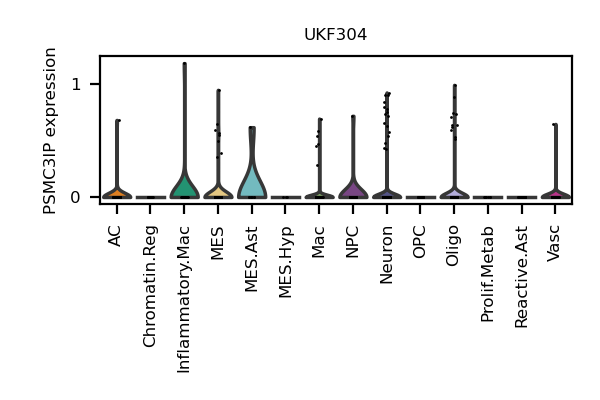 UKF304
PSMC3IP expression
1
0
AC
Chromatin.Reg
Inflammatory.Mac
MES
MES.Ast
MES.Hyp
Mac
NPC
Neuron
OPC
Oligo
Prolif.Metab
Reactive.Ast
Vasc